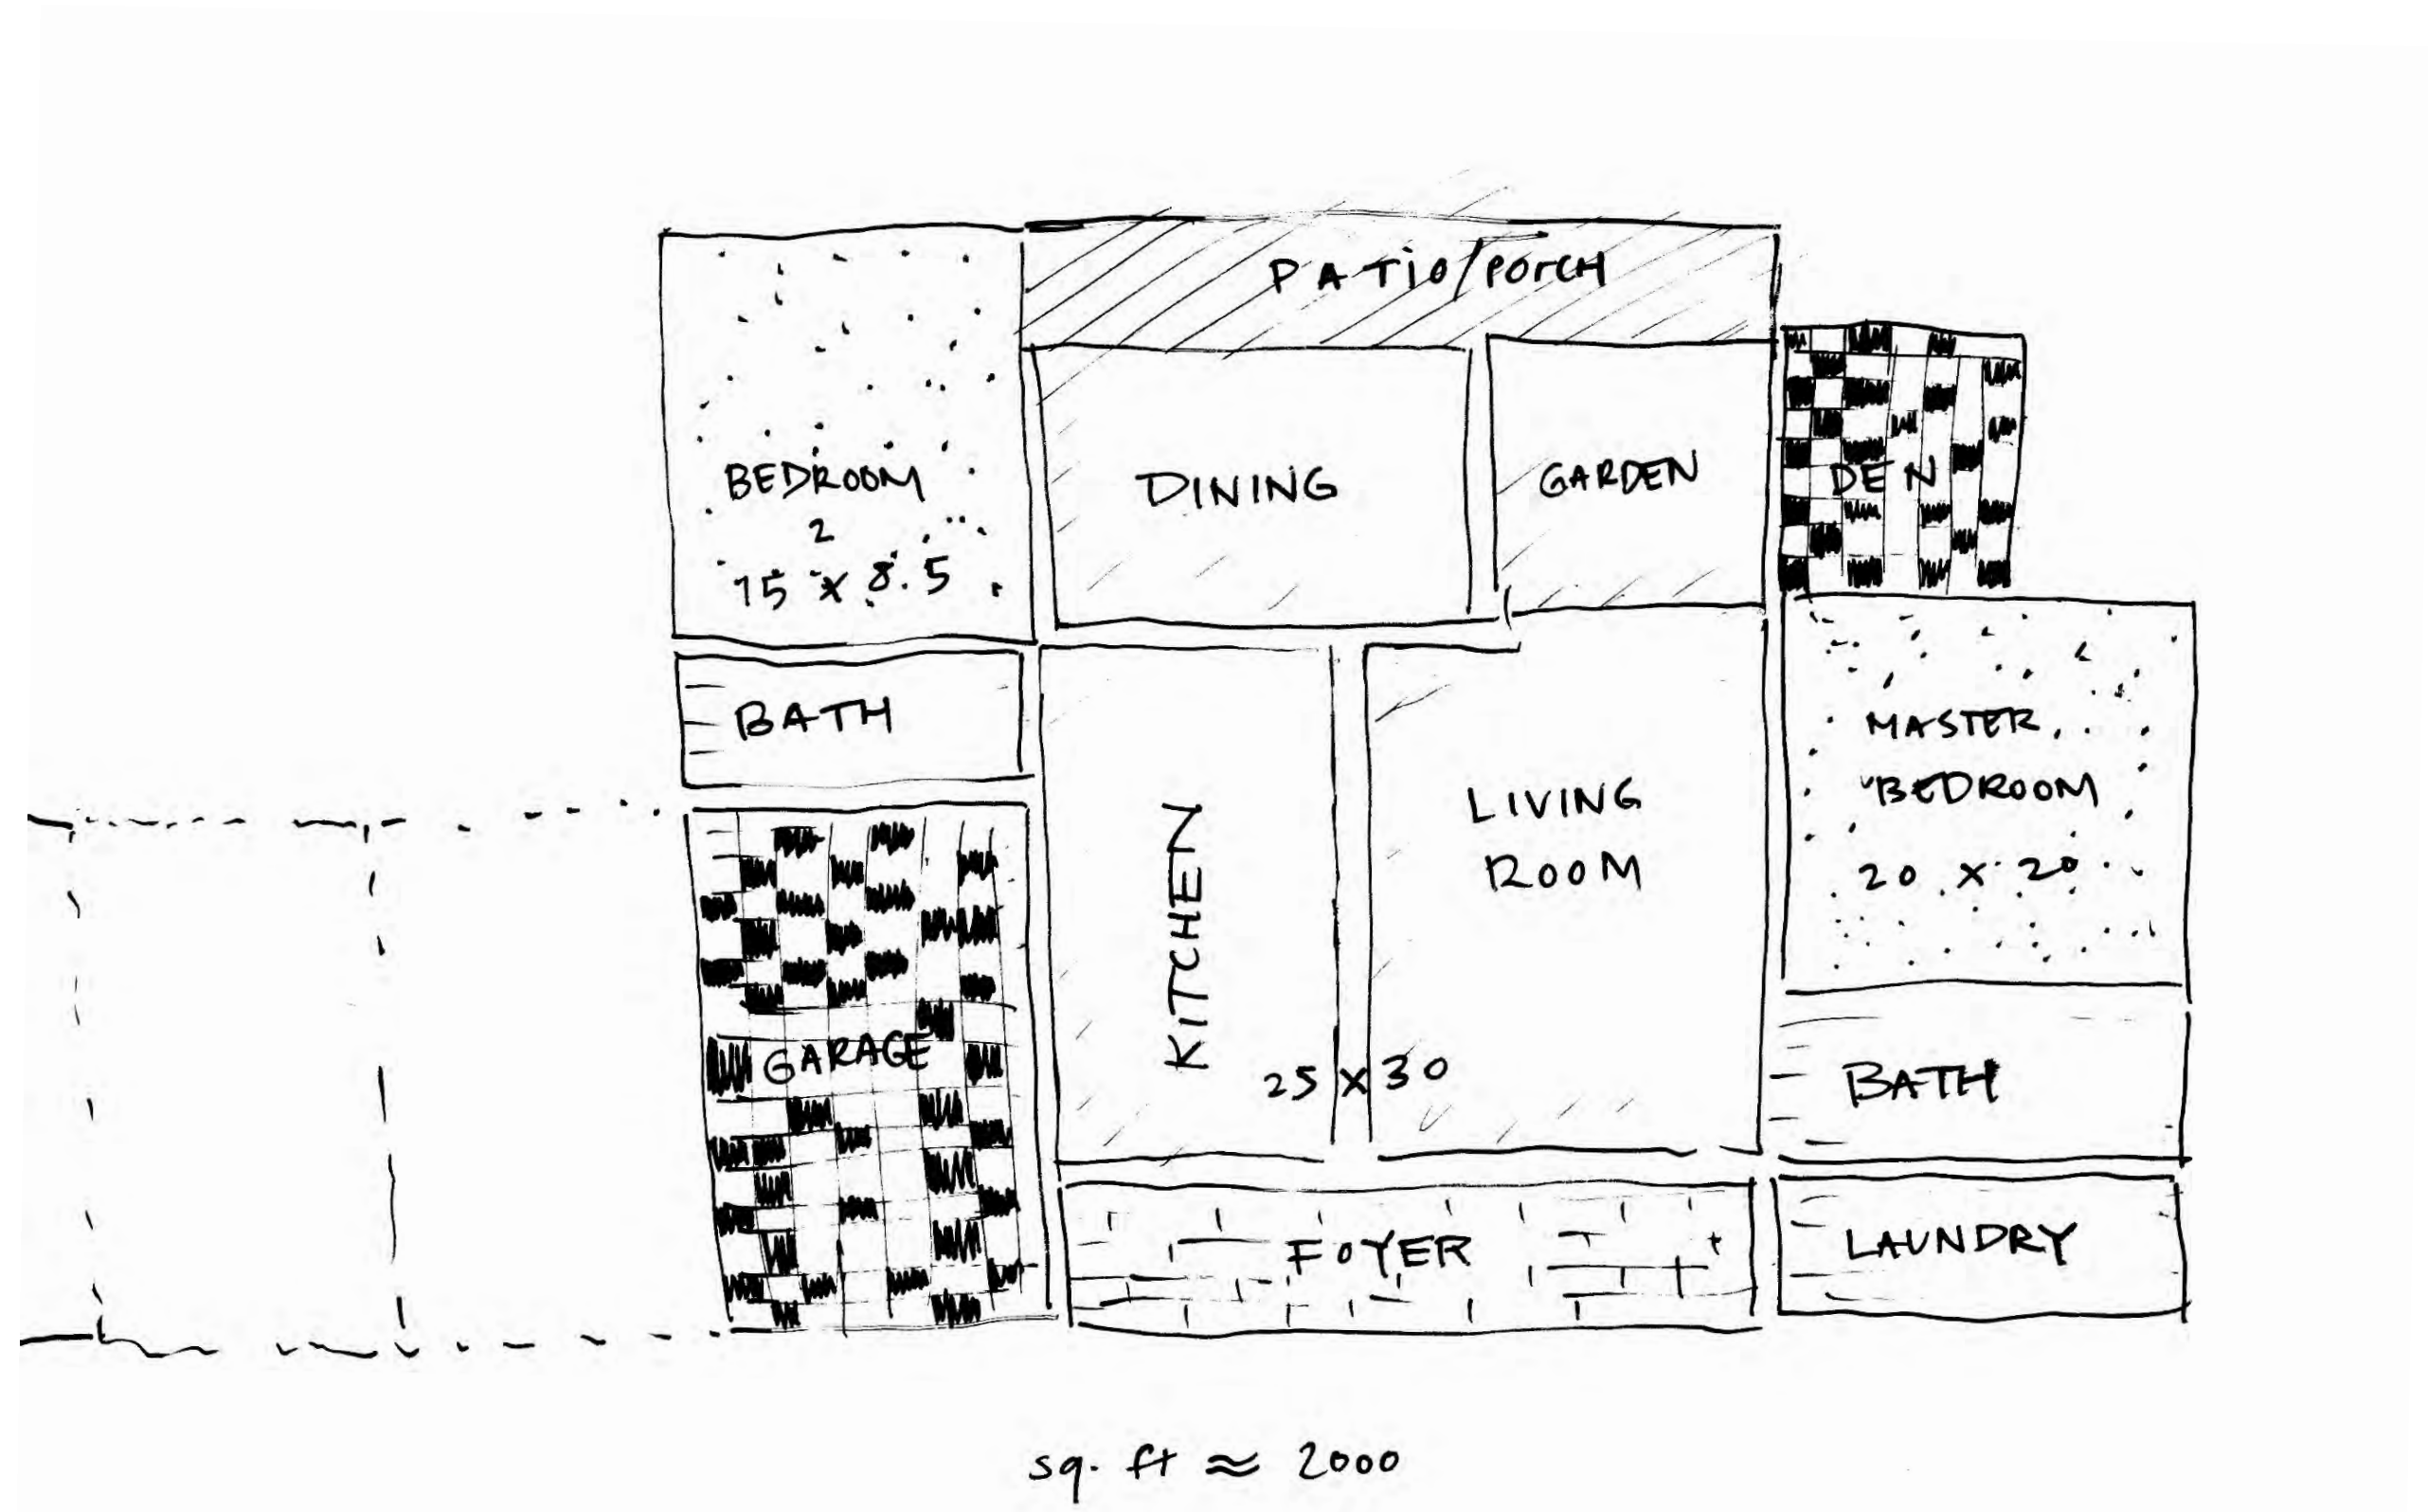 PATiO/PORCH
BEDROOM
2
15 x 8.5
DINING
GARDEN
DEN
BATH
KiTCHEN
LIVING
ROOM
25 x 30
MASTER
BEDROOM
20 x 20
GARAGE
BATH
FOYER
LAUNDRY
sq. ft ≈ 2000